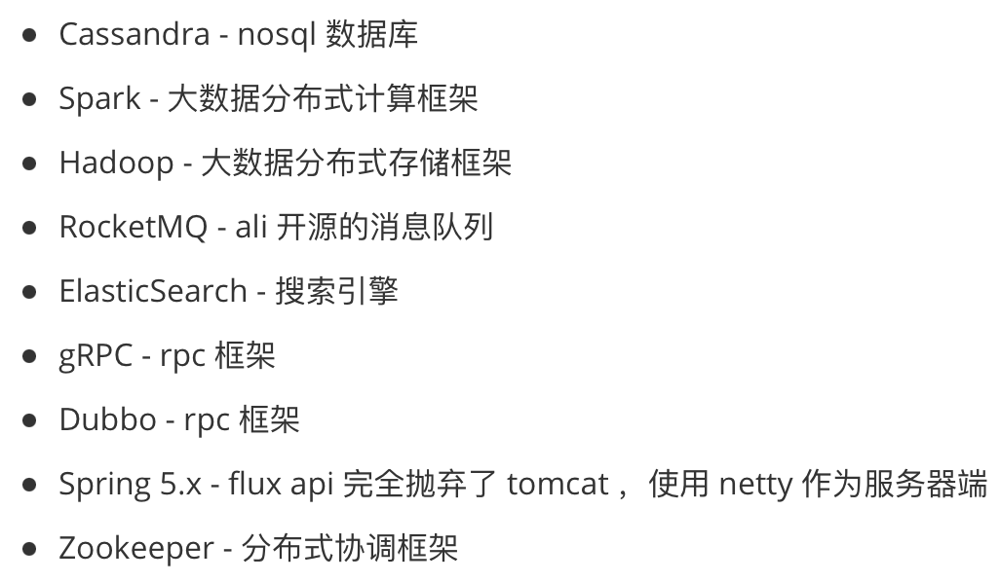 • Cassandra - nosql 数据库
• Spark - 大数据分布式计算框架
• Hadoop - 大数据分布式存储框架
• RocketMQ - ali 开源的消息队列
• ElasticSearch - 搜索引擎
• gRPC - rpc 框架
• Dubbo - rpc 框架
• Spring 5.x - flux api 完全抛弃了 tomcat ，使用 netty 作为服务器端
• Zookeeper - 分布式协调框架